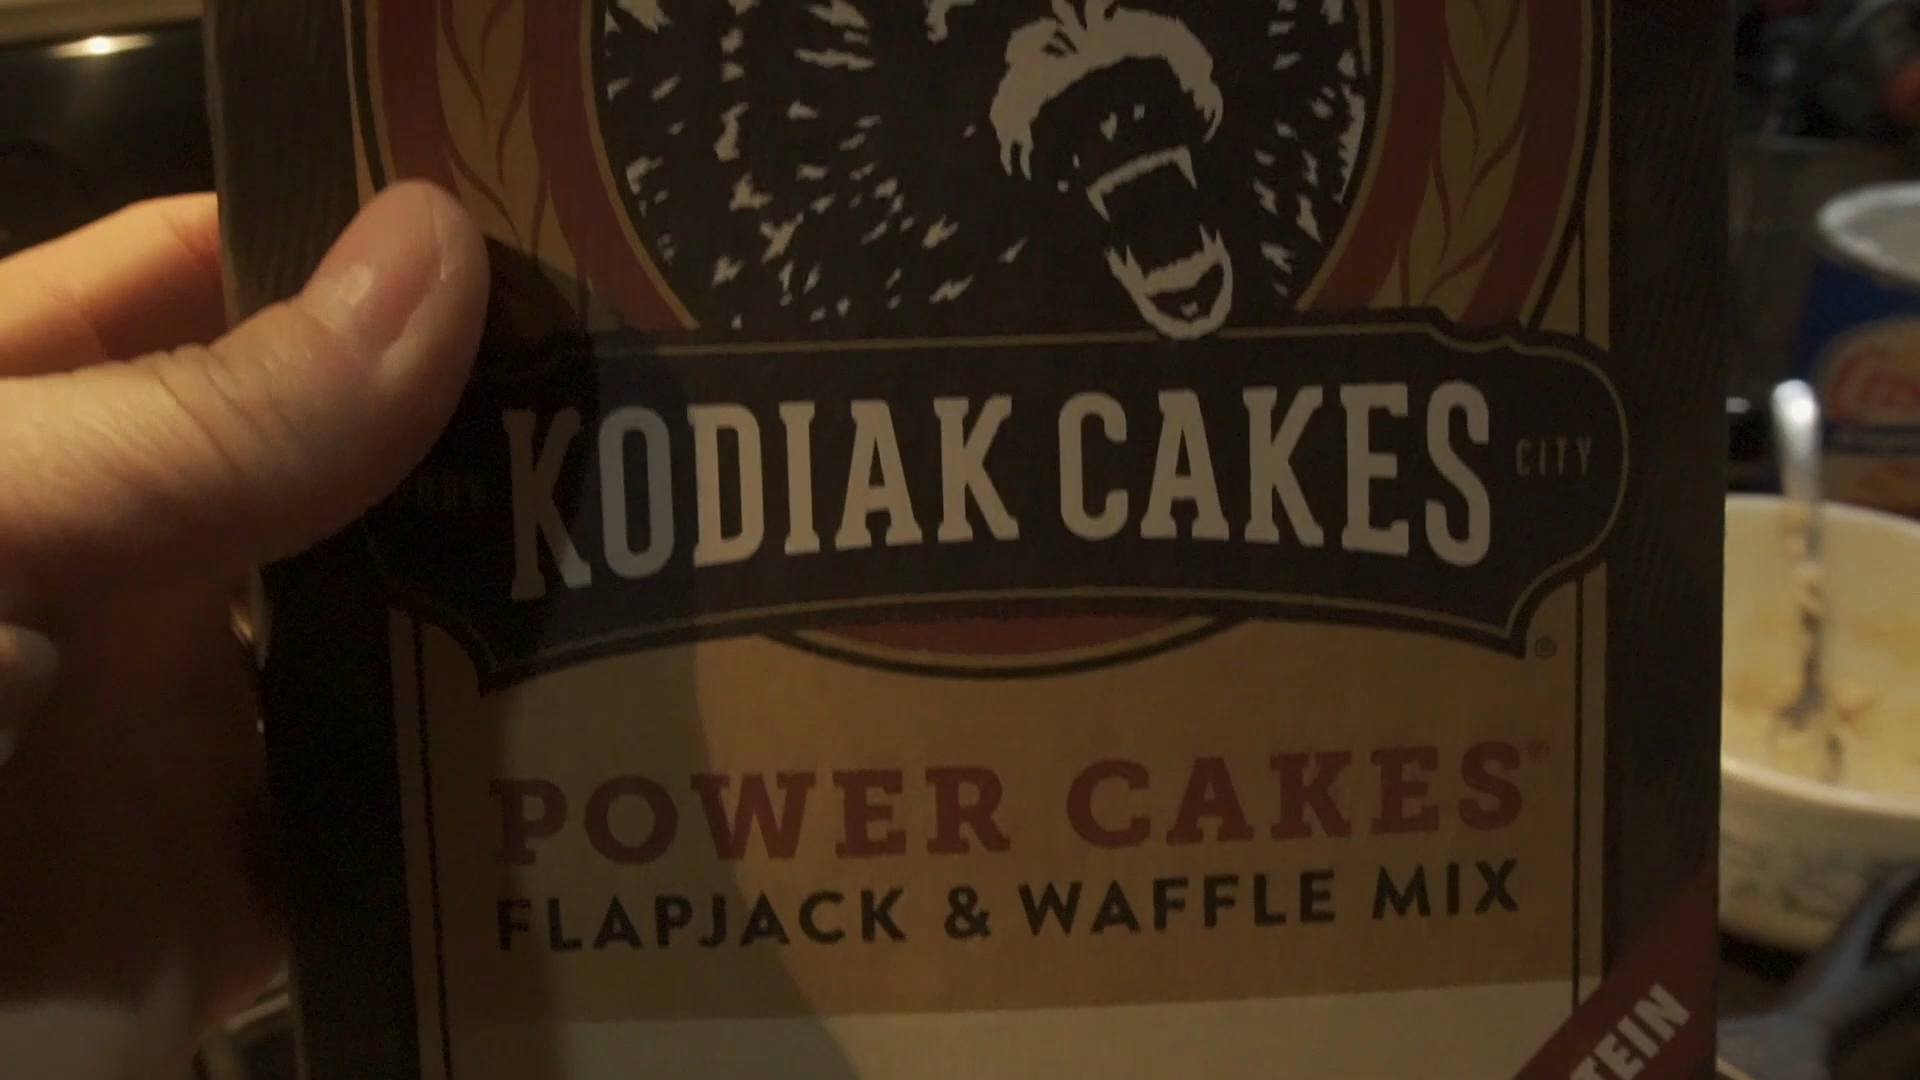 KODIAK CAKES
CITY
POWER CAKES®
FLAPJACK & WAFFLE MIX
TEIN